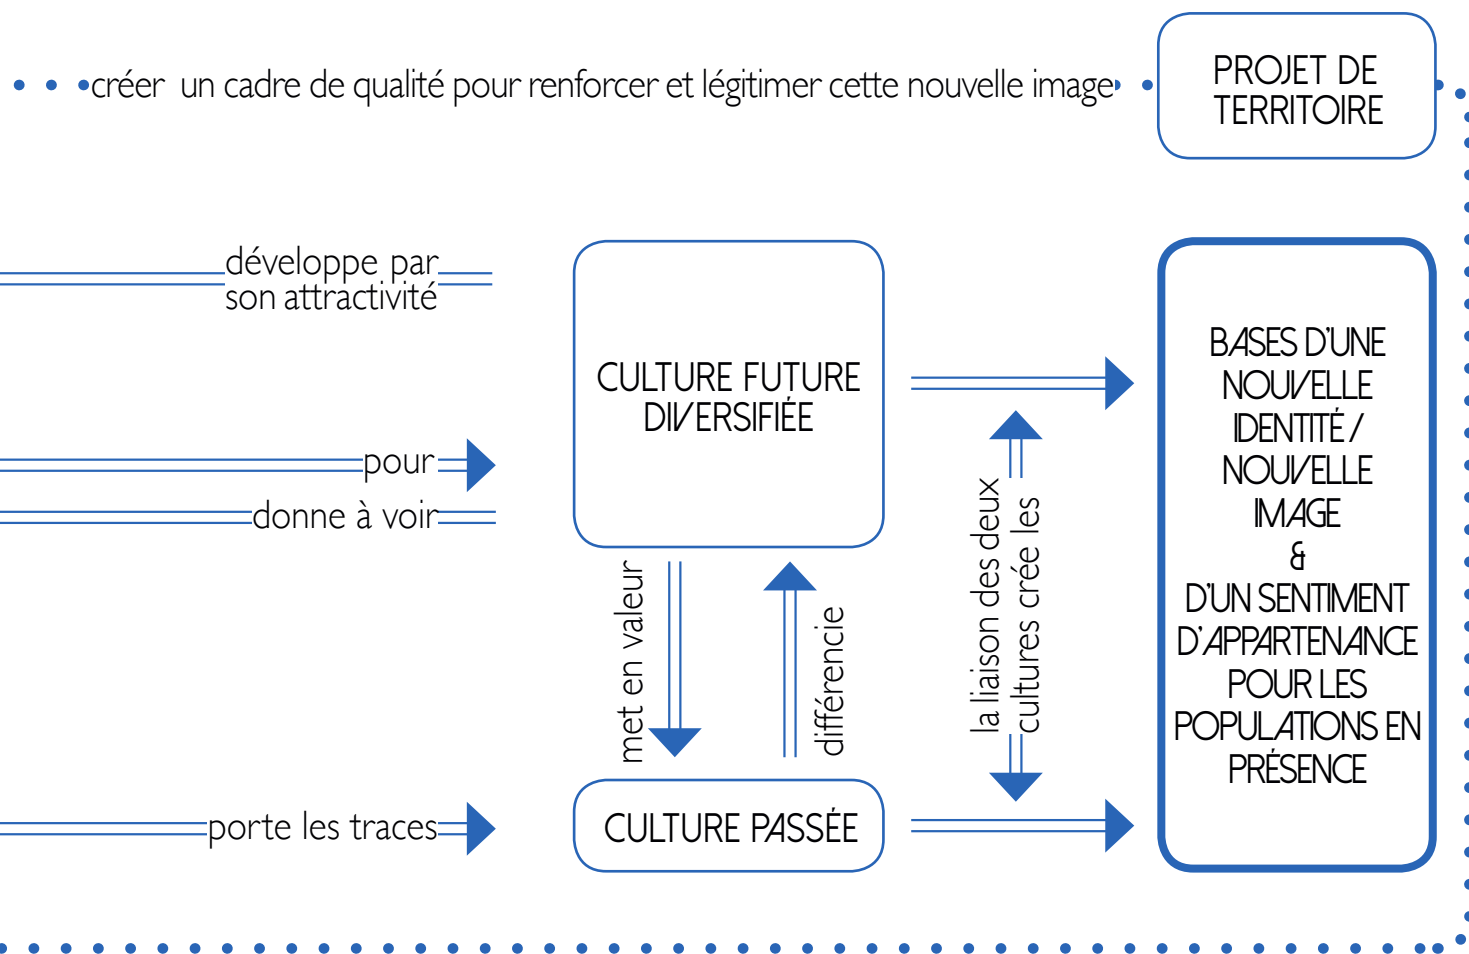 créer un cadre de qualité pour renforcer et légitimer cette nouvelle image
PROJET DE
TERRITOIRE
développe par
son attractivité
pour
donne à voir
porte les traces
CULTURE FUTURE
DIVERSIFIÉE
met en valeur
différencie
CULTURE PASSÉE
la liaison des deux
cultures crée les
BASES D'UNE
NOUVELLE
IDENTITÉ /
NOUVELLE
IMAGE
&
D'UN SENTIMENT
D'APPARTENANCE
POUR LES
POPULATIONS EN
PRÉSENCE